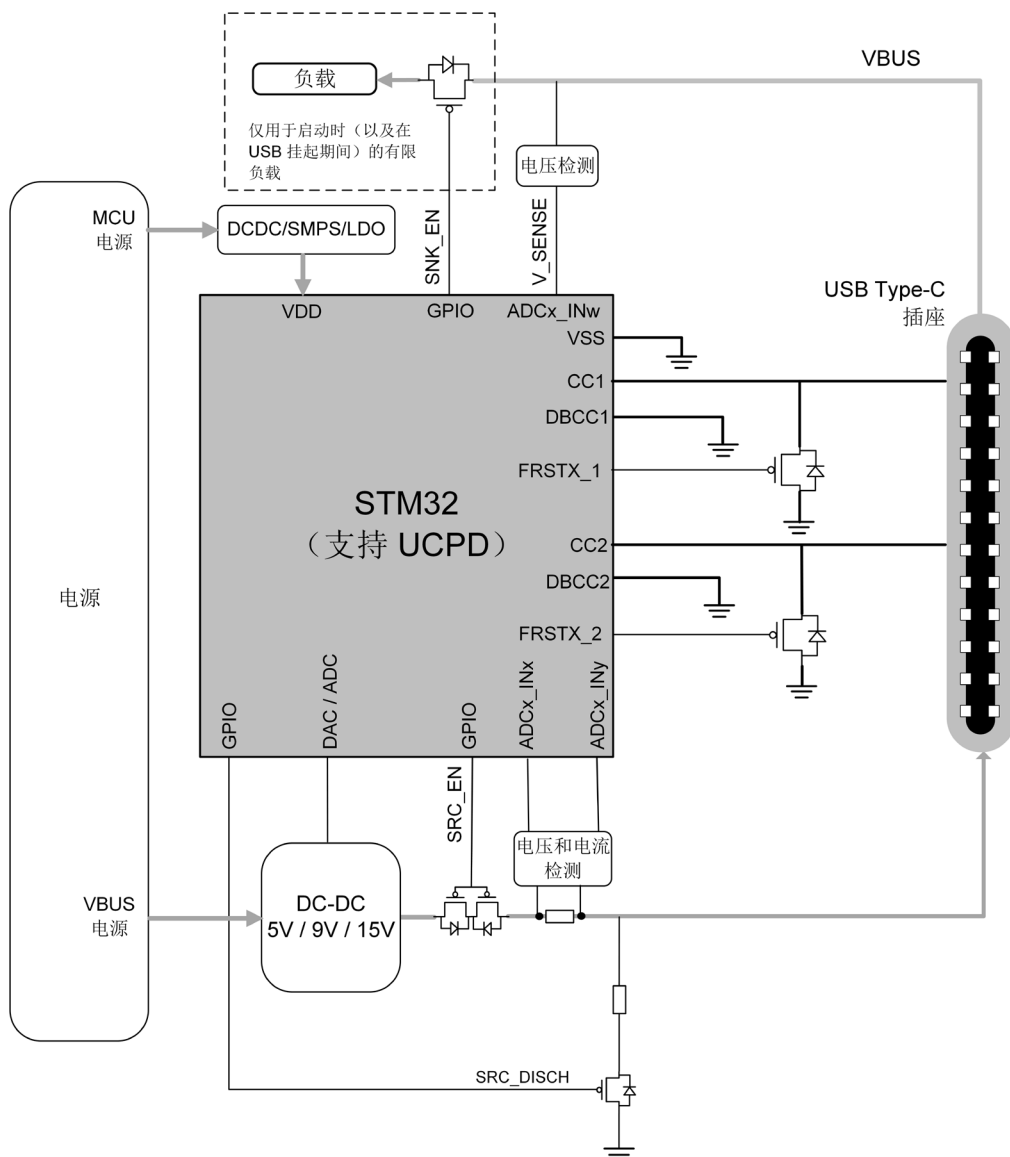 VBUS
负载
仅用于启动时（以及在
USB 挂起期间）的有限
负载
电压检测
MCU
电源
DCDC/SMPS/LDO
SNK_EN
V_SENSE
USB Type-C
插座
VDD
GPIO
ADCx_INw
VSS
CC1
DBCC1
FRSTX_1
STM32
（支持 UCPD）
CC2
DBCC2
FRSTX_2
电源
GPIO
DAC / ADC
GPIO
ADCx_INx
ADCx_INy
SRC_EN
电压和电流
检测
VBUS
电源
DC-DC
5V / 9V / 15V
SRC_DISCH